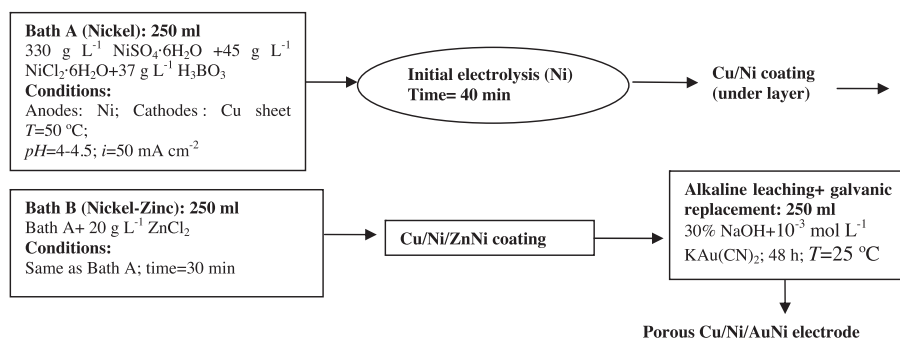 Bath A (Nickel): 250 ml
330 g L⁻¹ NiSO₄·6H₂O +45 g L⁻¹
NiCl₂·6H₂O+37 g L⁻¹ H₃BO₃
Conditions:
Anodes: Ni; Cathodes : Cu sheet
T=50 ºC;
pH=4-4.5; i=50 mA cm⁻²
Initial electrolysis (Ni)
Time= 40 min
Cu/Ni coating
(under layer)
Bath B (Nickel-Zinc): 250 ml
Bath A+ 20 g L⁻¹ ZnCl₂
Conditions:
Same as Bath A; time=30 min
Cu/Ni/ZnNi coating
Alkaline leaching+ galvanic
replacement: 250 ml
30% NaOH+10⁻³ mol L⁻¹
KAu(CN)₂; 48 h; T=25 ºC
Porous Cu/Ni/AuNi electrode